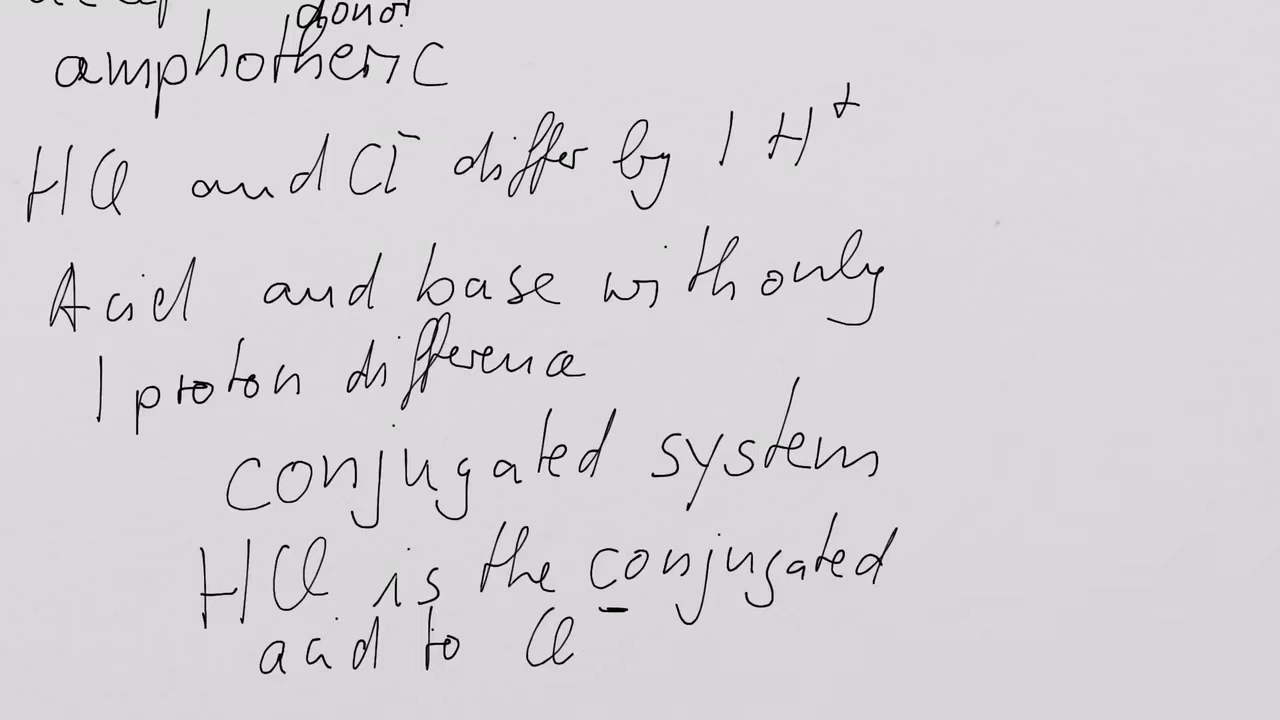 donor
amphotheric
HCl and Cl⁻ differ by 1 H⁺
Acid and base with only
1 proton difference
conjugated system
HCl is the conjugated
acid to Cl⁻